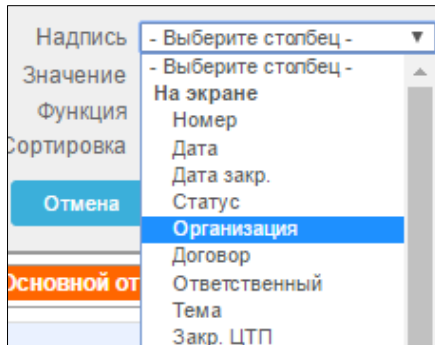 Надпись - Выберите столбец -
Значение - Выберите столбец -
На экране
Функция
Номер
Сортировка
Дата
Дата закр.
Отмена
Статус
Организация
Договор
Основной от
Ответственный
Тема
Закр. ЦТП